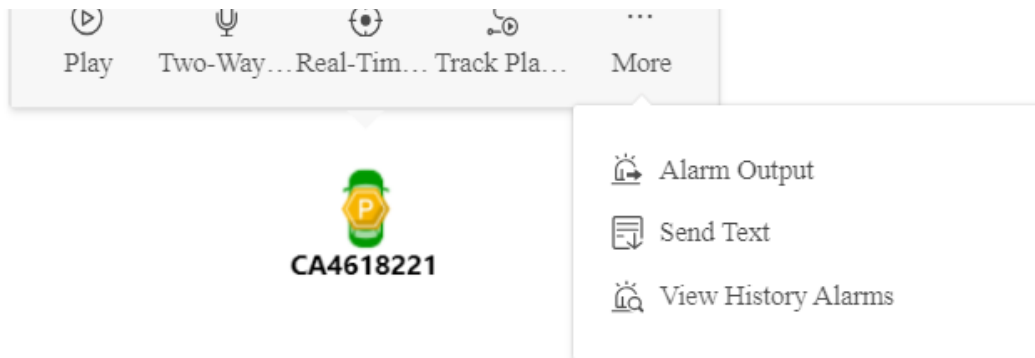 Play Two-Way... Real-Tim... Track Pla... More
Alarm Output
P
Send Text
CA4618221
View History Alarms